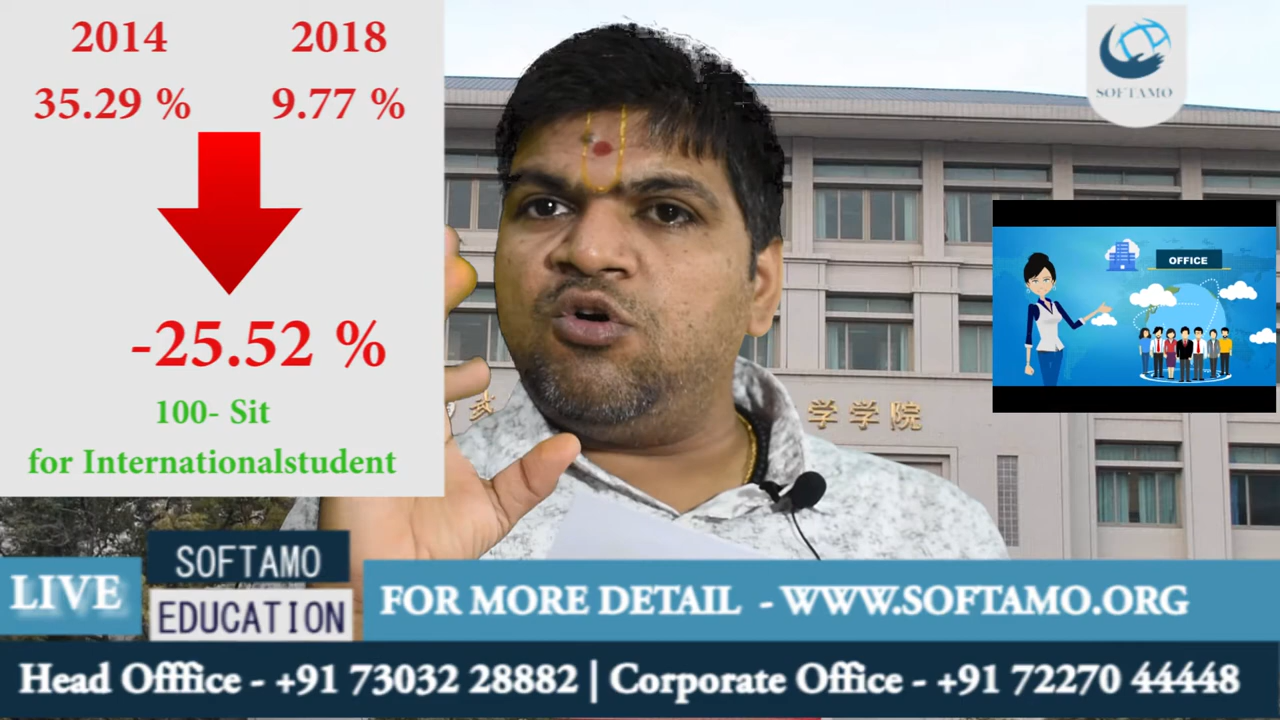 2014 2018
35.29 % 9.77 %
-25.52 %
100- Sit
for Internationalstudent
SOFTAMO
OFFICE
武
学学院
LIVE
SOFTAMO
EDUCATION
FOR MORE DETAIL - WWW.SOFTAMO.ORG
Head Offfice - +91 73032 28882 | Corporate Office - +91 72270 44448